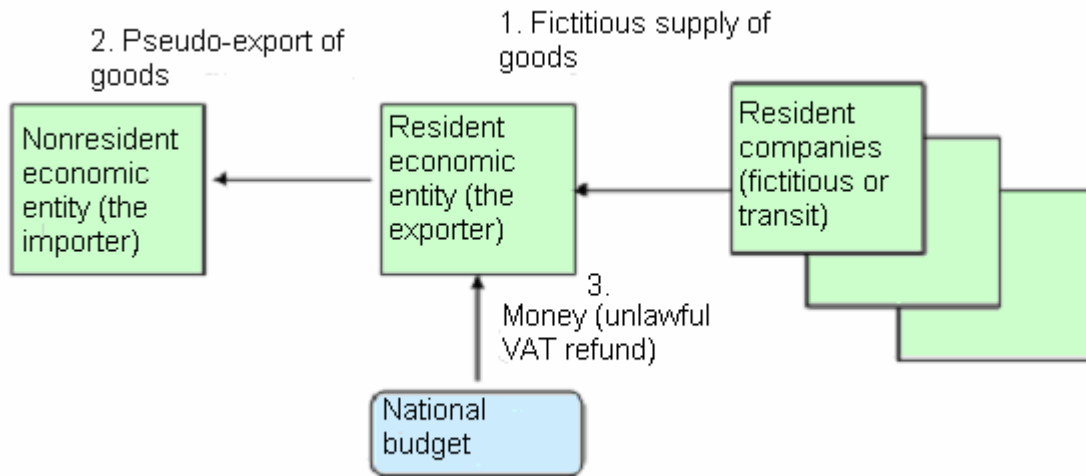 1. Fictitious supply of
goods
2. Pseudo-export of
goods
Nonresident
economic
entity (the
importer)
Resident
economic
entity (the
exporter)
Resident
companies
(fictitious or
transit)
3.
Money (unlawful
VAT refund)
National
budget